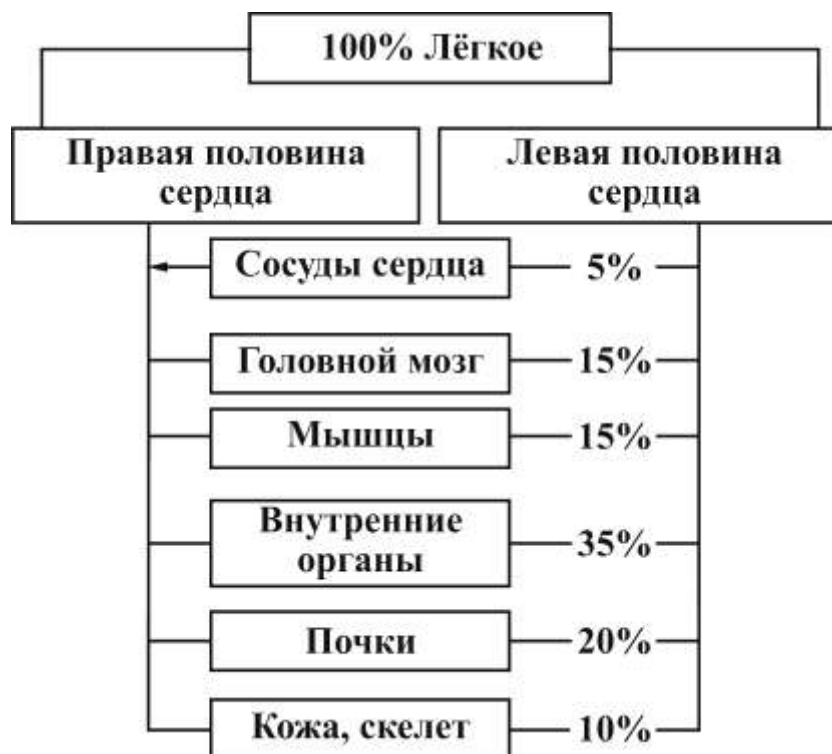 100% Лёгкое
Правая половина
сердца
Левая половина
сердца
Сосуды сердца 5%
Головной мозг 15%
Мышцы 15%
Внутренние
органы 35%
Почки 20%
Кожа, скелет 10%